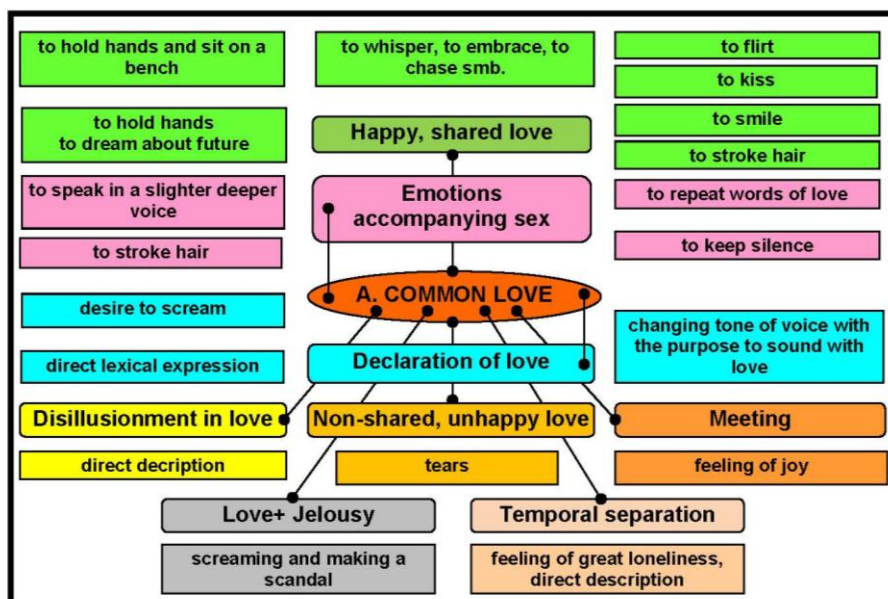 to hold hands and sit on a
bench
to whisper, to embrace, to
chase smb.
to flirt
to kiss
to hold hands
to dream about future
Happy, shared love
to smile
to stroke hair
to speak in a slighter deeper
voice
Emotions
accompanying sex
to repeat words of love
to stroke hair
to keep silence
A. COMMON LOVE
desire to scream
changing tone of voice with
the purpose to sound with
love
direct lexical expression
Declaration of love
Disillusionment in love
Non-shared, unhappy love
Meeting
direct decription
tears
feeling of joy
Love+ Jelousy
Temporal separation
screaming and making a
scandal
feeling of great loneliness,
direct description